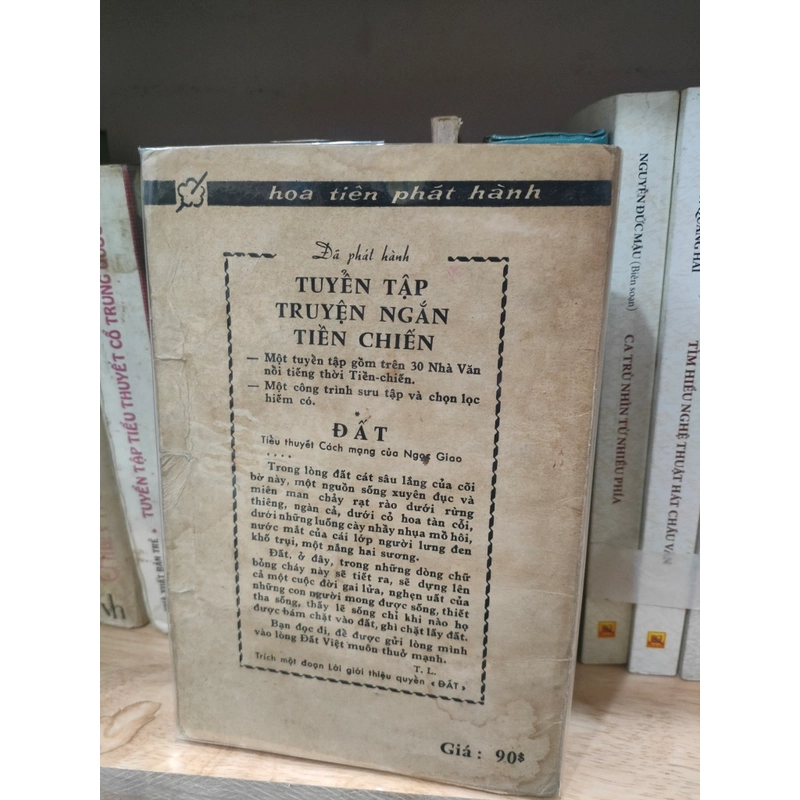 hoa tiên phát hành
Đã phát hành
TUYỂN TẬP
TRUYỆN NGẮN
TIỀN CHIẾN
— Một tuyển tập gồm trên 30 Nhà Văn
nổi tiếng thời Tiền-chiến.
— Một công trình sưu tập và chọn lọc
hiếm có.
*
ĐẤT
Tiểu thuyết Cách mạng của Ngọc Giao
. . . .
Trong lòng đất cát sâu lắng của cõi
bờ này, một nguồn sống xuyên dục và
miên man chảy rạt rào dưới rừng
thiêng, ngàn cả, dưới cỏ hoa tàn cỗi,
dưới những luống cày nhầy nhụa mồ hôi,
nước mắt của cái lớp người lưng đen
khố trụi, một nắng hai sương.
Đất, ở đây, trong những dòng chữ
bỏng cháy này sẽ tiết ra, sẽ dựng lên
cả một cuộc đời gai lửa, nghẹn uất của
những con người mong được sống, thiết
tha sống, thấy lẽ sống chỉ khi nào họ
được bám chặt vào đất, ghì chặt lấy đất.
Bạn đọc đi, để được gửi lòng mình
vào lòng Đất Việt muôn thuở mạnh.
T. L.
Trích một đoạn Lời giới thiệu quyển «ĐẤT»
Giá : 90$
TUYỂN TẬP TIỂU THUYẾT CỔ TRUNG QUỐC
NHÀ XUẤT BẢN TRẺ
NGUYỄN ĐỨC MẬU (Biên soạn)
CA TRÙ NHÌN TỪ NHIỀU PHÍA
QUANG HẢI
TÌM HIỂU NGHỆ THUẬT HÁT CHẦU VĂN